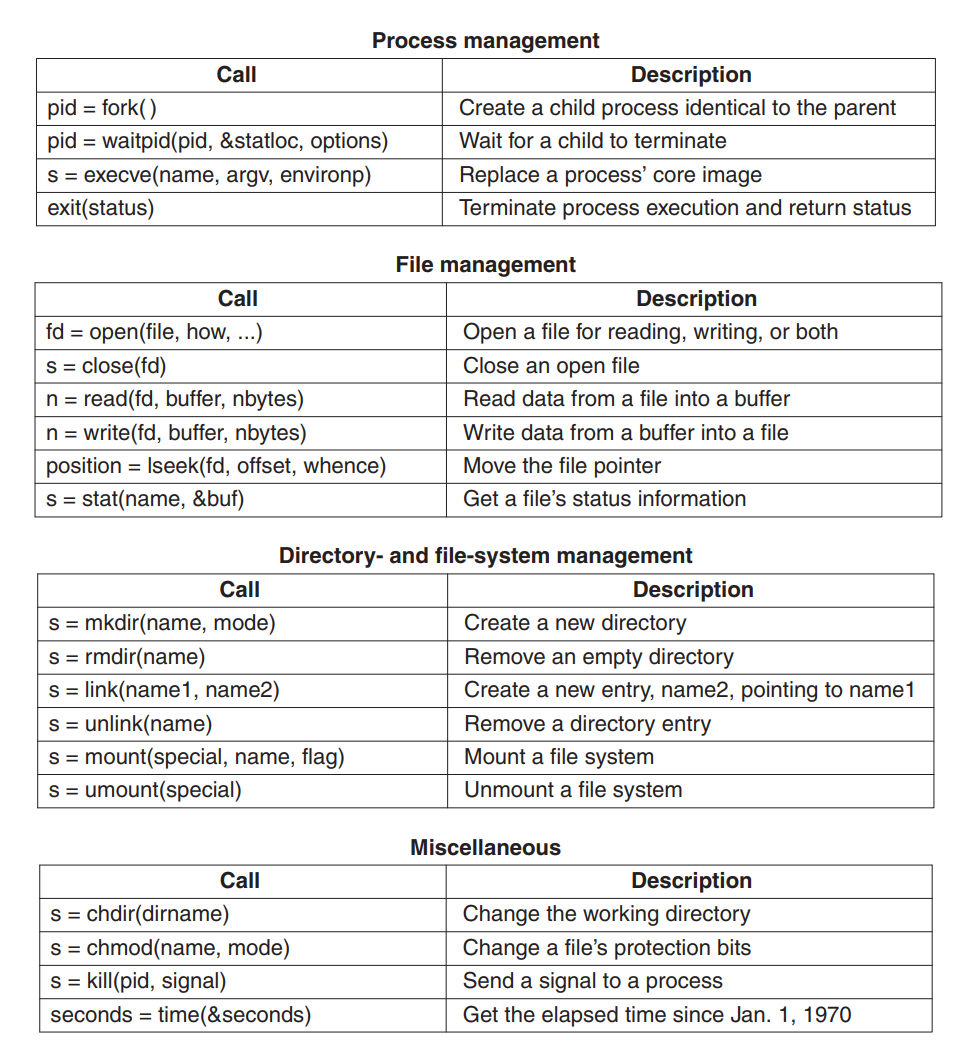 Process management
Call Description
pid = fork( ) Create a child process identical to the parent
pid = waitpid(pid, &statloc, options) Wait for a child to terminate
s = execve(name, argv, environp) Replace a process’ core image
exit(status) Terminate process execution and return status
File management
Call Description
fd = open(file, how, ...) Open a file for reading, writing, or both
s = close(fd) Close an open file
n = read(fd, buffer, nbytes) Read data from a file into a buffer
n = write(fd, buffer, nbytes) Write data from a buffer into a file
position = lseek(fd, offset, whence) Move the file pointer
s = stat(name, &buf) Get a file’s status information
Directory- and file-system management
Call Description
s = mkdir(name, mode) Create a new directory
s = rmdir(name) Remove an empty directory
s = link(name1, name2) Create a new entry, name2, pointing to name1
s = unlink(name) Remove a directory entry
s = mount(special, name, flag) Mount a file system
s = umount(special) Unmount a file system
Miscellaneous
Call Description
s = chdir(dirname) Change the working directory
s = chmod(name, mode) Change a file’s protection bits
s = kill(pid, signal) Send a signal to a process
seconds = time(&seconds) Get the elapsed time since Jan. 1, 1970